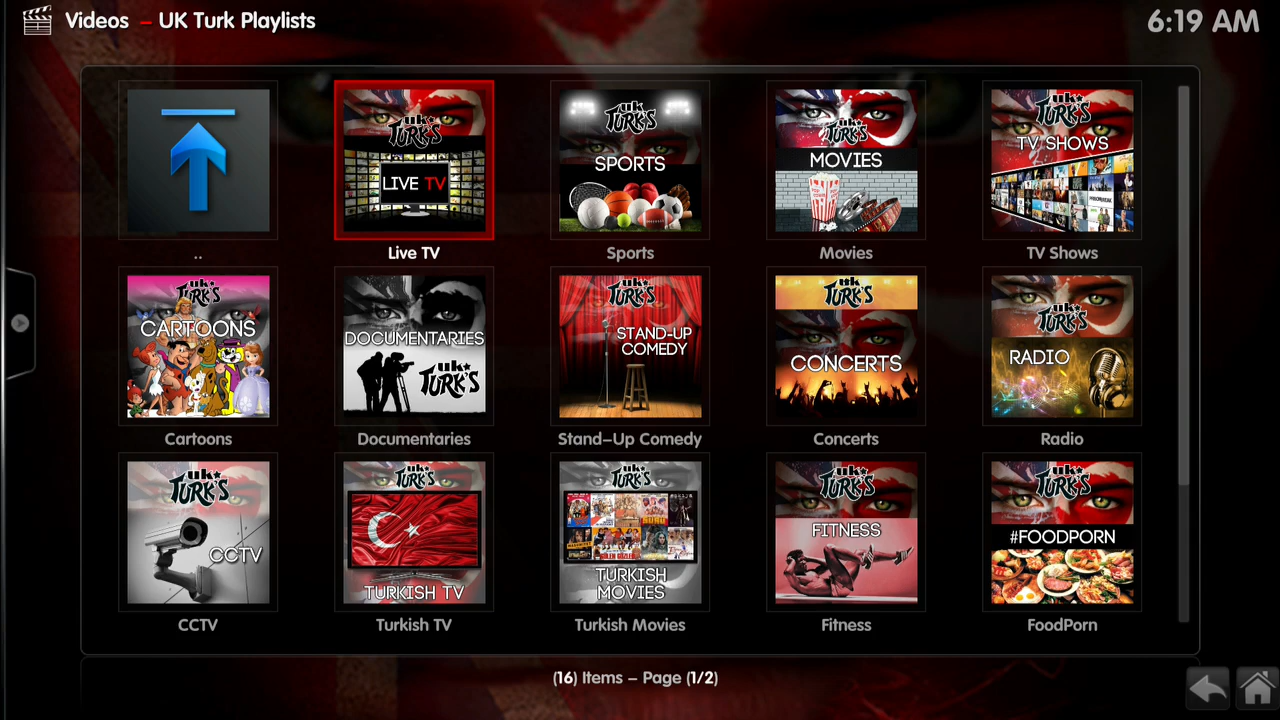 Videos – UK Turk Playlists
6:19 AM
uk TURK'S
LIVE TV
uk TURK'S
SPORTS
uk TURK'S
MOVIES
uk TURK'S
TV SHOWS
..
Live TV
Sports
Movies
TV Shows
uk TURK'S
CARTOONS
DOCUMENTARIES
uk TURK'S
uk TURK'S
STAND-UP
COMEDY
uk TURK'S
CONCERTS
uk TURK'S
RADIO
Cartoons
Documentaries
Stand-Up Comedy
Concerts
Radio
uk TURK'S
CCTV
uk TURK'S
TURKISH TV
uk TURK'S
TURKISH
MOVIES
uk TURK'S
FITNESS
uk TURK'S
#FOODPORN
CCTV
Turkish TV
Turkish Movies
Fitness
FoodPorn
(16) Items – Page (1/2)